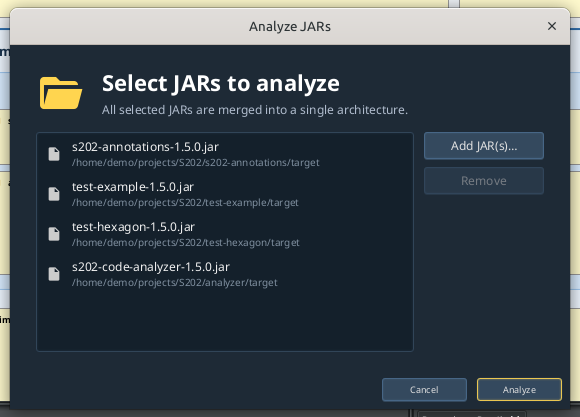 Analyze JARs
Select JARs to analyze
All selected JARs are merged into a single architecture.
s202-annotations-1.5.0.jar
/home/demo/projects/S202/s202-annotations/target
test-example-1.5.0.jar
/home/demo/projects/S202/test-example/target
test-hexagon-1.5.0.jar
/home/demo/projects/S202/test-hexagon/target
s202-code-analyzer-1.5.0.jar
/home/demo/projects/S202/analyzer/target
Add JAR(s)...
Remove
Cancel
Analyze